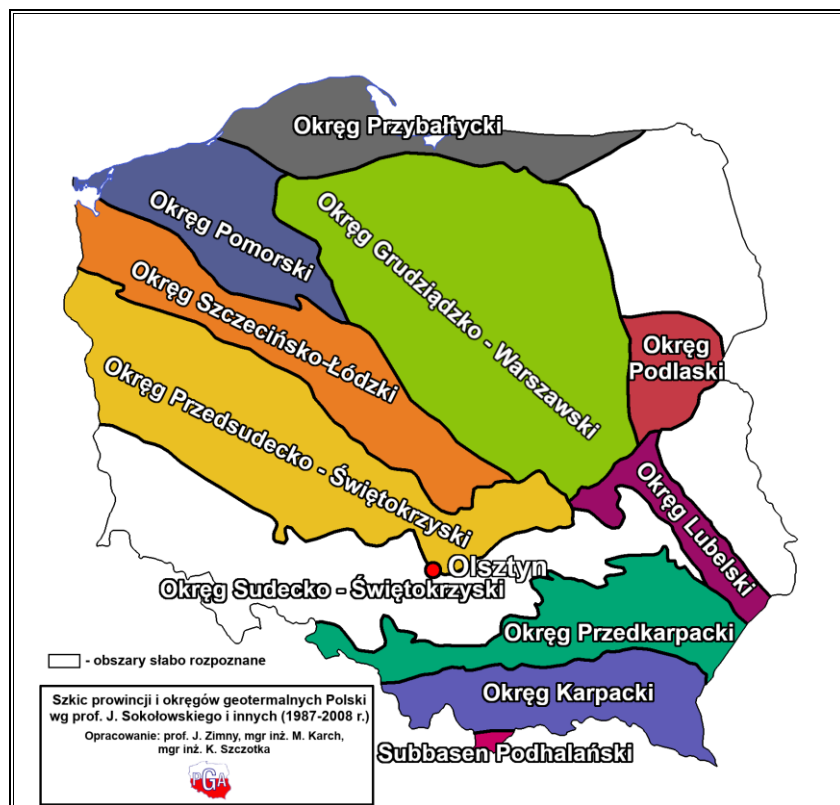 Okręg Przybałtycki
Okręg Pomorski
Okręg Grudziądzko - Warszawski
Okręg Szczecińsko-Łódzki
Okręg Podlaski
Okręg Przedsudecko - Świętokrzyski
Okręg Lubelski
Olsztyn
Okręg Sudecko - Świętokrzyski
Okręg Przedkarpacki
- obszary słabo rozpoznane
Okręg Karpacki
Subbasen Podhalański
Szkic prowincji i okręgów geotermalnych Polski
wg prof. J. Sokołowskiego i innych (1987-2008 r.)
Opracowanie: prof. J. Zimny, mgr inż. M. Karch,
mgr inż. K. Szczotka
PGA